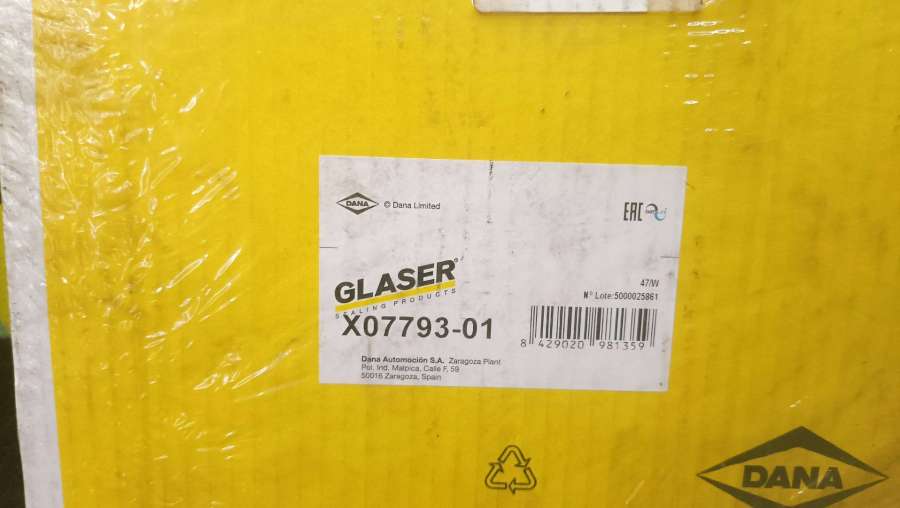 DANA © Dana Limited
EAC
GLASER®
SEALING PRODUCTS
X07793-01
47/W
N° Lote:5000025861
8 429020 981359
Dana Automoción S.A. Zaragoza Plant
Pol. Ind. Malpica, Calle F, 59
50016 Zaragoza, Spain
DANA